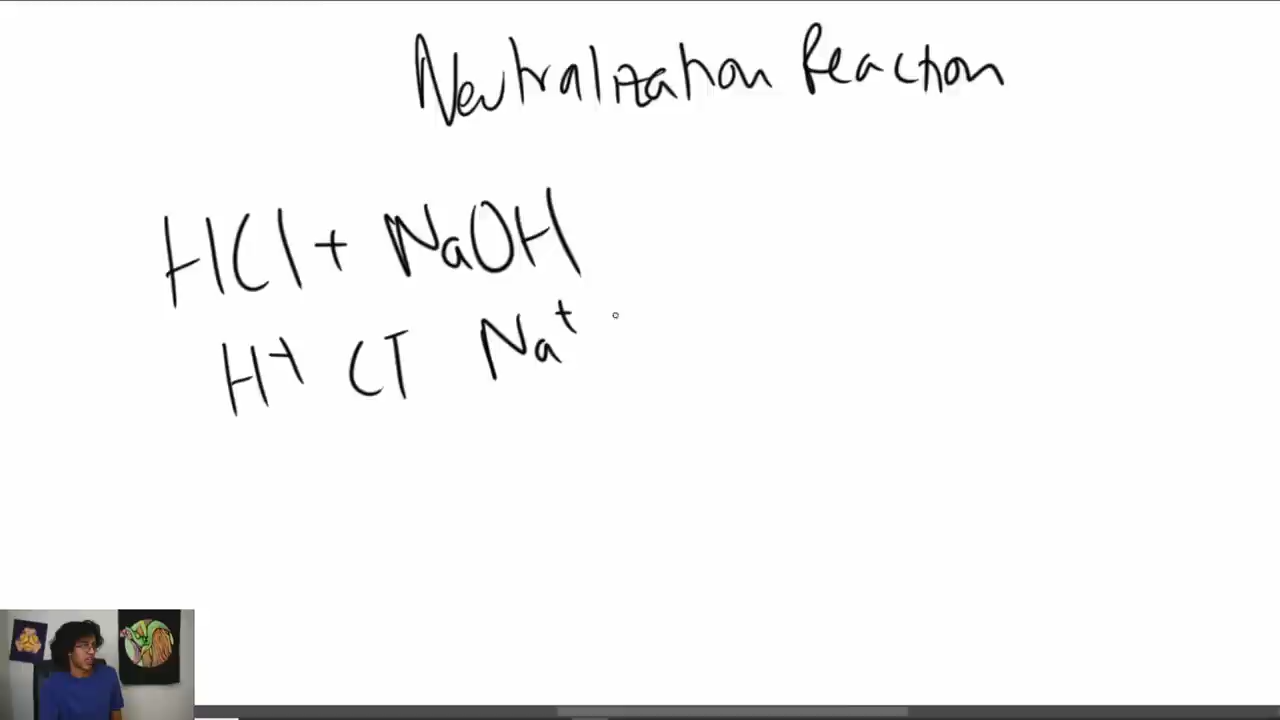 Neutralization Reaction
HCl + NaOH
H⁺ Cl⁻ Na⁺